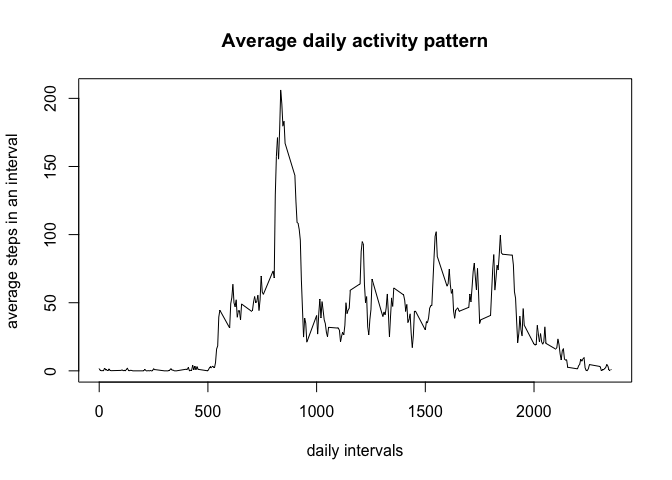 Average daily activity pattern
average steps in an interval
200
150
100
50
0
0 500 1000 1500 2000
daily intervals